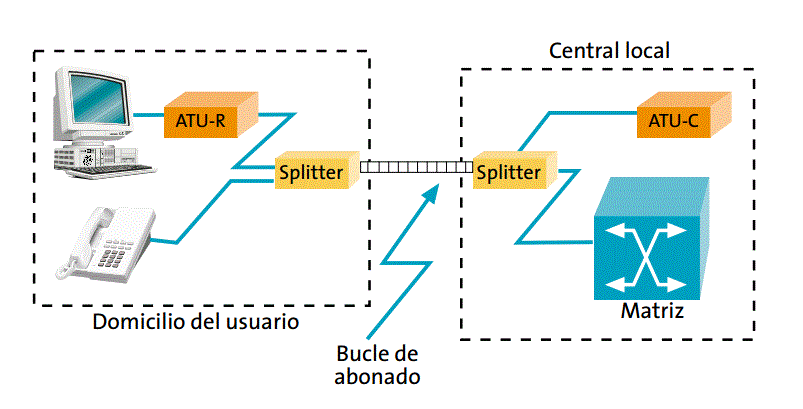 Central local
ATU-R
ATU-C
Splitter
Splitter
Domicilio del usuario
Matriz
Bucle de
abonado